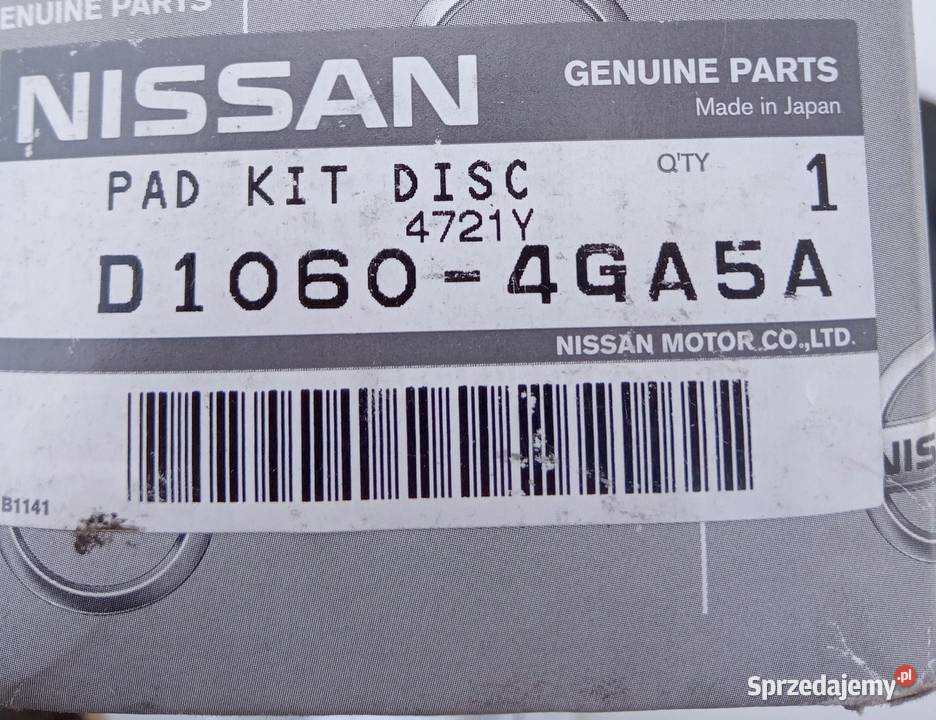 ENUINE PARTS
NISSAN
GENUINE PARTS
Made in Japan
PAD KIT DISC
Q'TY 1
4721Y
D1060-4GA5A
NISSAN MOTOR CO.,LTD.
NIS
B1141
Sprzedajemy.pl